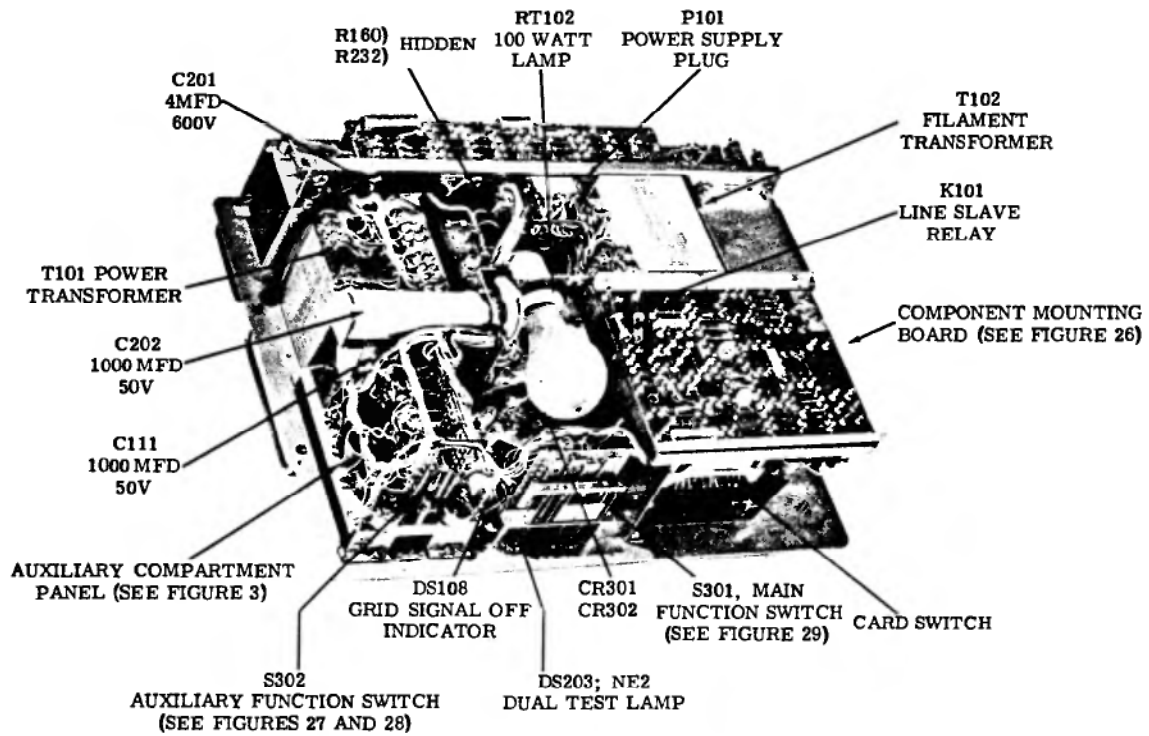 R160)
R232) HIDDEN
RT102
100 WATT
LAMP
P101
POWER SUPPLY
PLUG
C201
4MFD
600V
T102
FILAMENT
TRANSFORMER
K101
LINE SLAVE
RELAY
T101 POWER
TRANSFORMER
COMPONENT MOUNTING
BOARD (SEE FIGURE 26)
C202
1000 MFD
50V
C111
1000 MFD
50V
AUXILIARY COMPARTMENT
PANEL (SEE FIGURE 3)
DS108
GRID SIGNAL OFF
INDICATOR
CR301
CR302
S301, MAIN
FUNCTION SWITCH
(SEE FIGURE 29)
CARD SWITCH
S302
AUXILIARY FUNCTION SWITCH
(SEE FIGURES 27 AND 28)
DS203; NE2
DUAL TEST LAMP